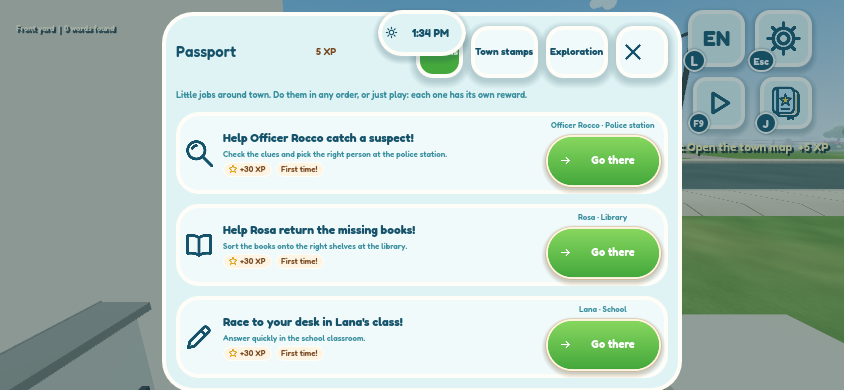 Front yard | 0 words found
1:34 PM
Passport
5 XP
Town stamps
Exploration
EN
L
Esc
F9
J
Open the town map +5 XP
Little jobs around town. Do them in any order, or just play: each one has its own reward.
Officer Rocco · Police station
Help Officer Rocco catch a suspect!
Check the clues and pick the right person at the police station.
+30 XP First time!
Go there
Rosa · Library
Help Rosa return the missing books!
Sort the books onto the right shelves at the library.
+30 XP First time!
Go there
Lana · School
Race to your desk in Lana's class!
Answer quickly in the school classroom.
+30 XP First time!
Go there